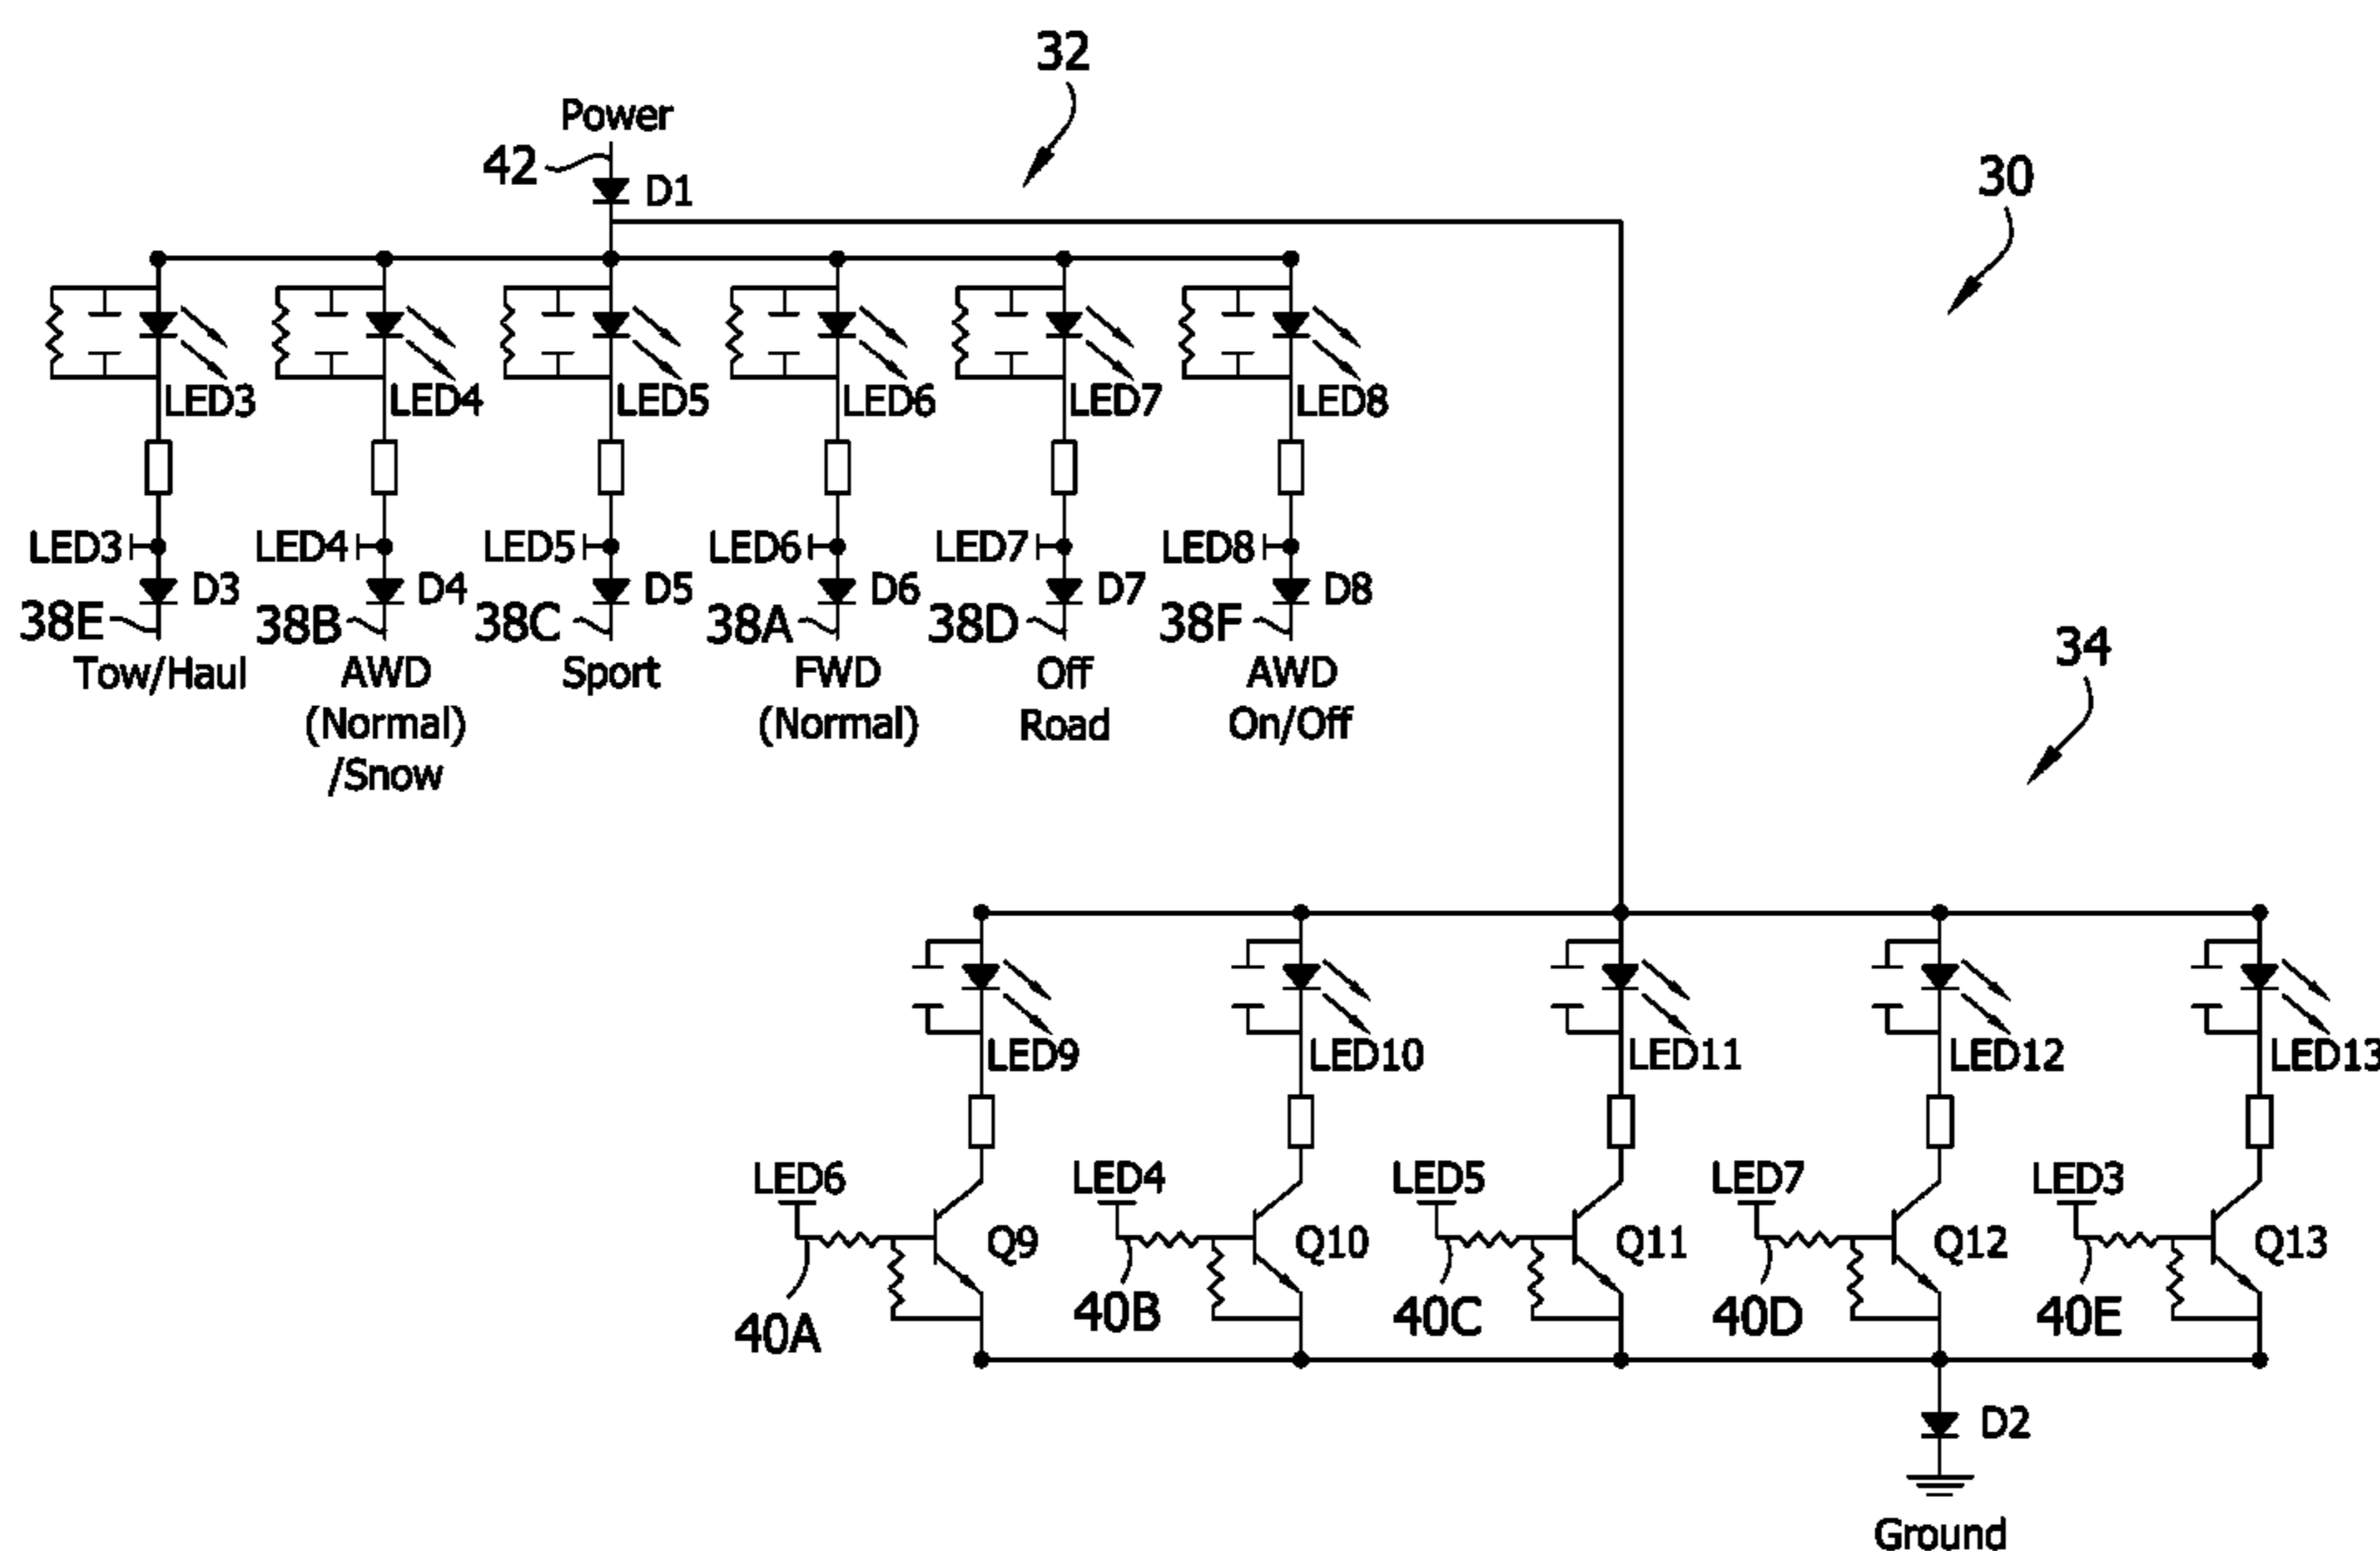 32
Power
42
D1
30
LED3
LED4
LED5
LED6
LED7
LED8
LED3
LED4
LED5
LED6
LED7
LED8
D3
D4
D5
D6
D7
D8
38E
38B
38C
38A
38D
38F
Tow/Haul
AWD
(Normal)
/Snow
Sport
FWD
(Normal)
Off
Road
AWD
On/Off
34
LED9
LED10
LED11
LED12
LED13
LED6
LED4
LED5
LED7
LED3
Q9
Q10
Q11
Q12
Q13
40A
40B
40C
40D
40E
D2
Ground